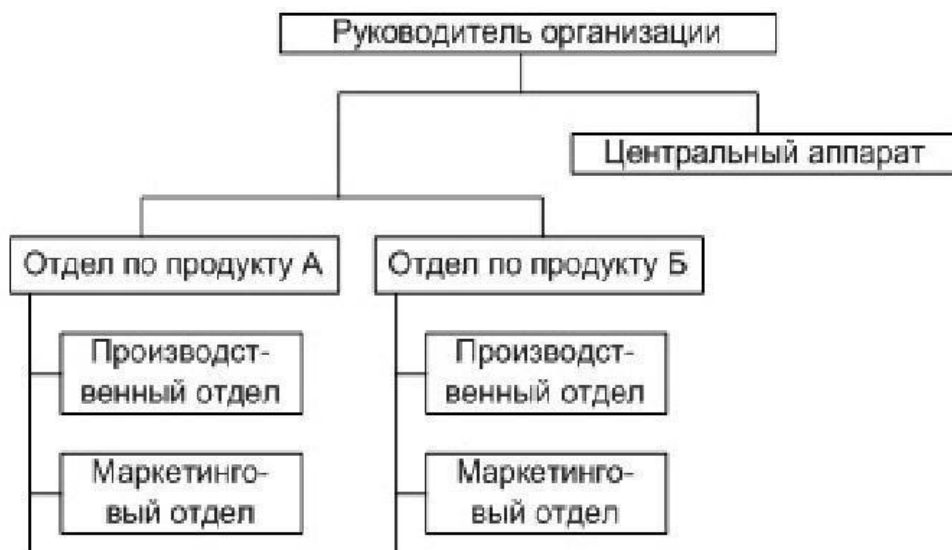 Руководитель организации
Центральный аппарат
Отдел по продукту А
Отдел по продукту Б
Производст-
венный отдел
Производст-
венный отдел
Маркетинго-
вый отдел
Маркетинго-
вый отдел